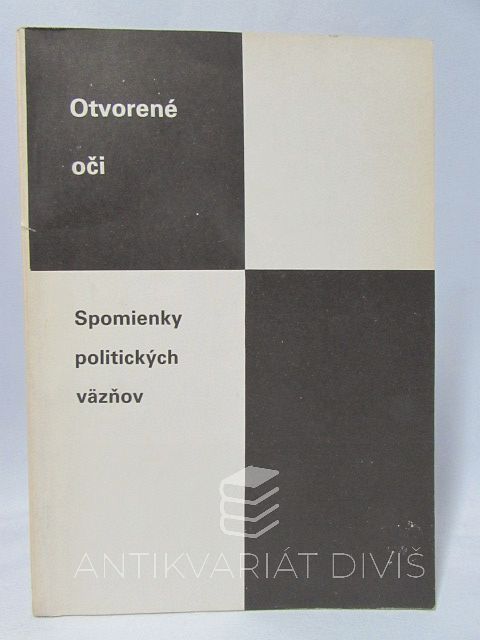 Otvorené
oči
Spomienky
politických
väzňov
ANTIKVARIÁT DIVIŠ